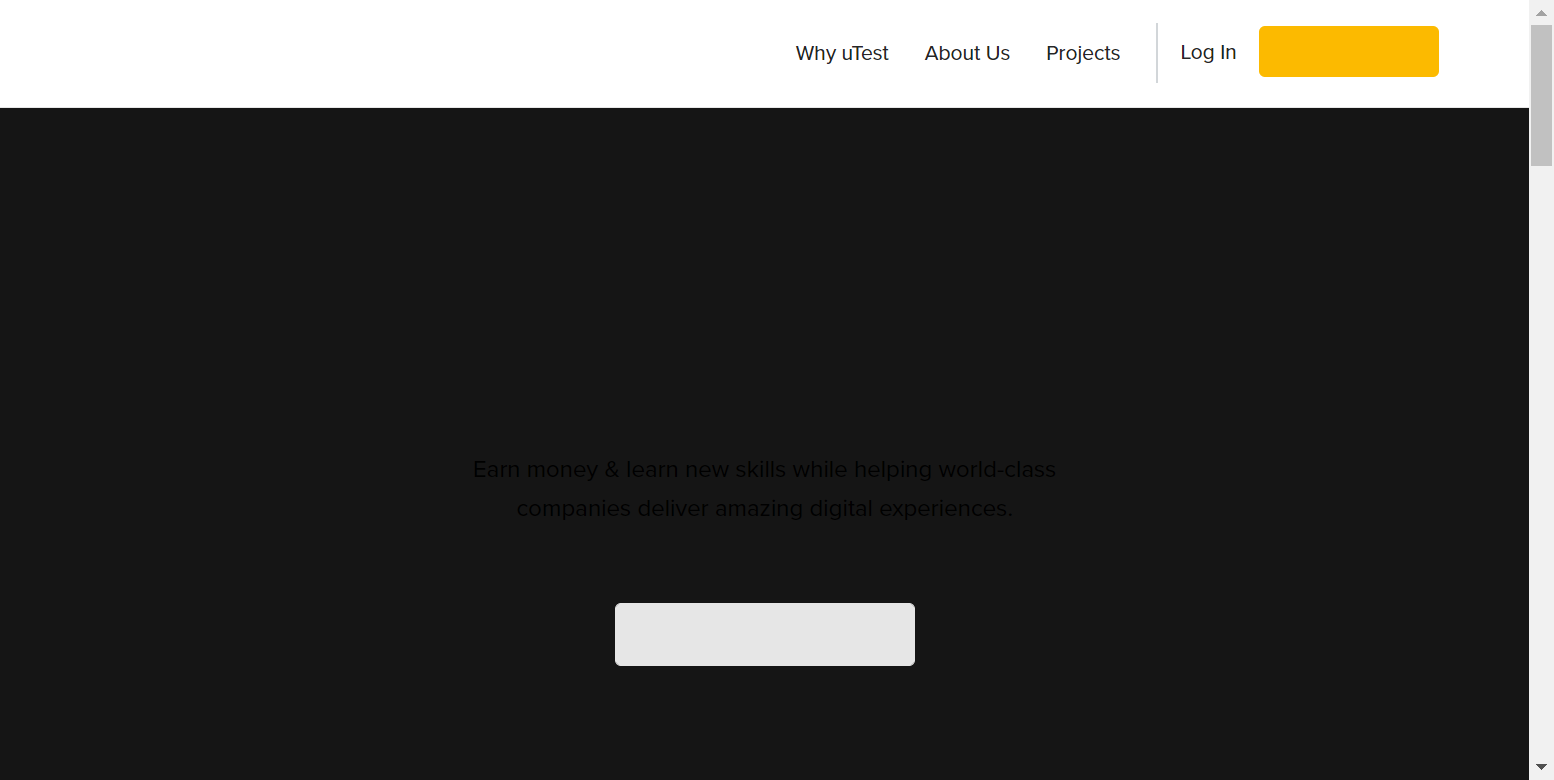 Why uTest
About Us
Projects
Log In
Earn money & learn new skills while helping world-class
companies deliver amazing digital experiences.